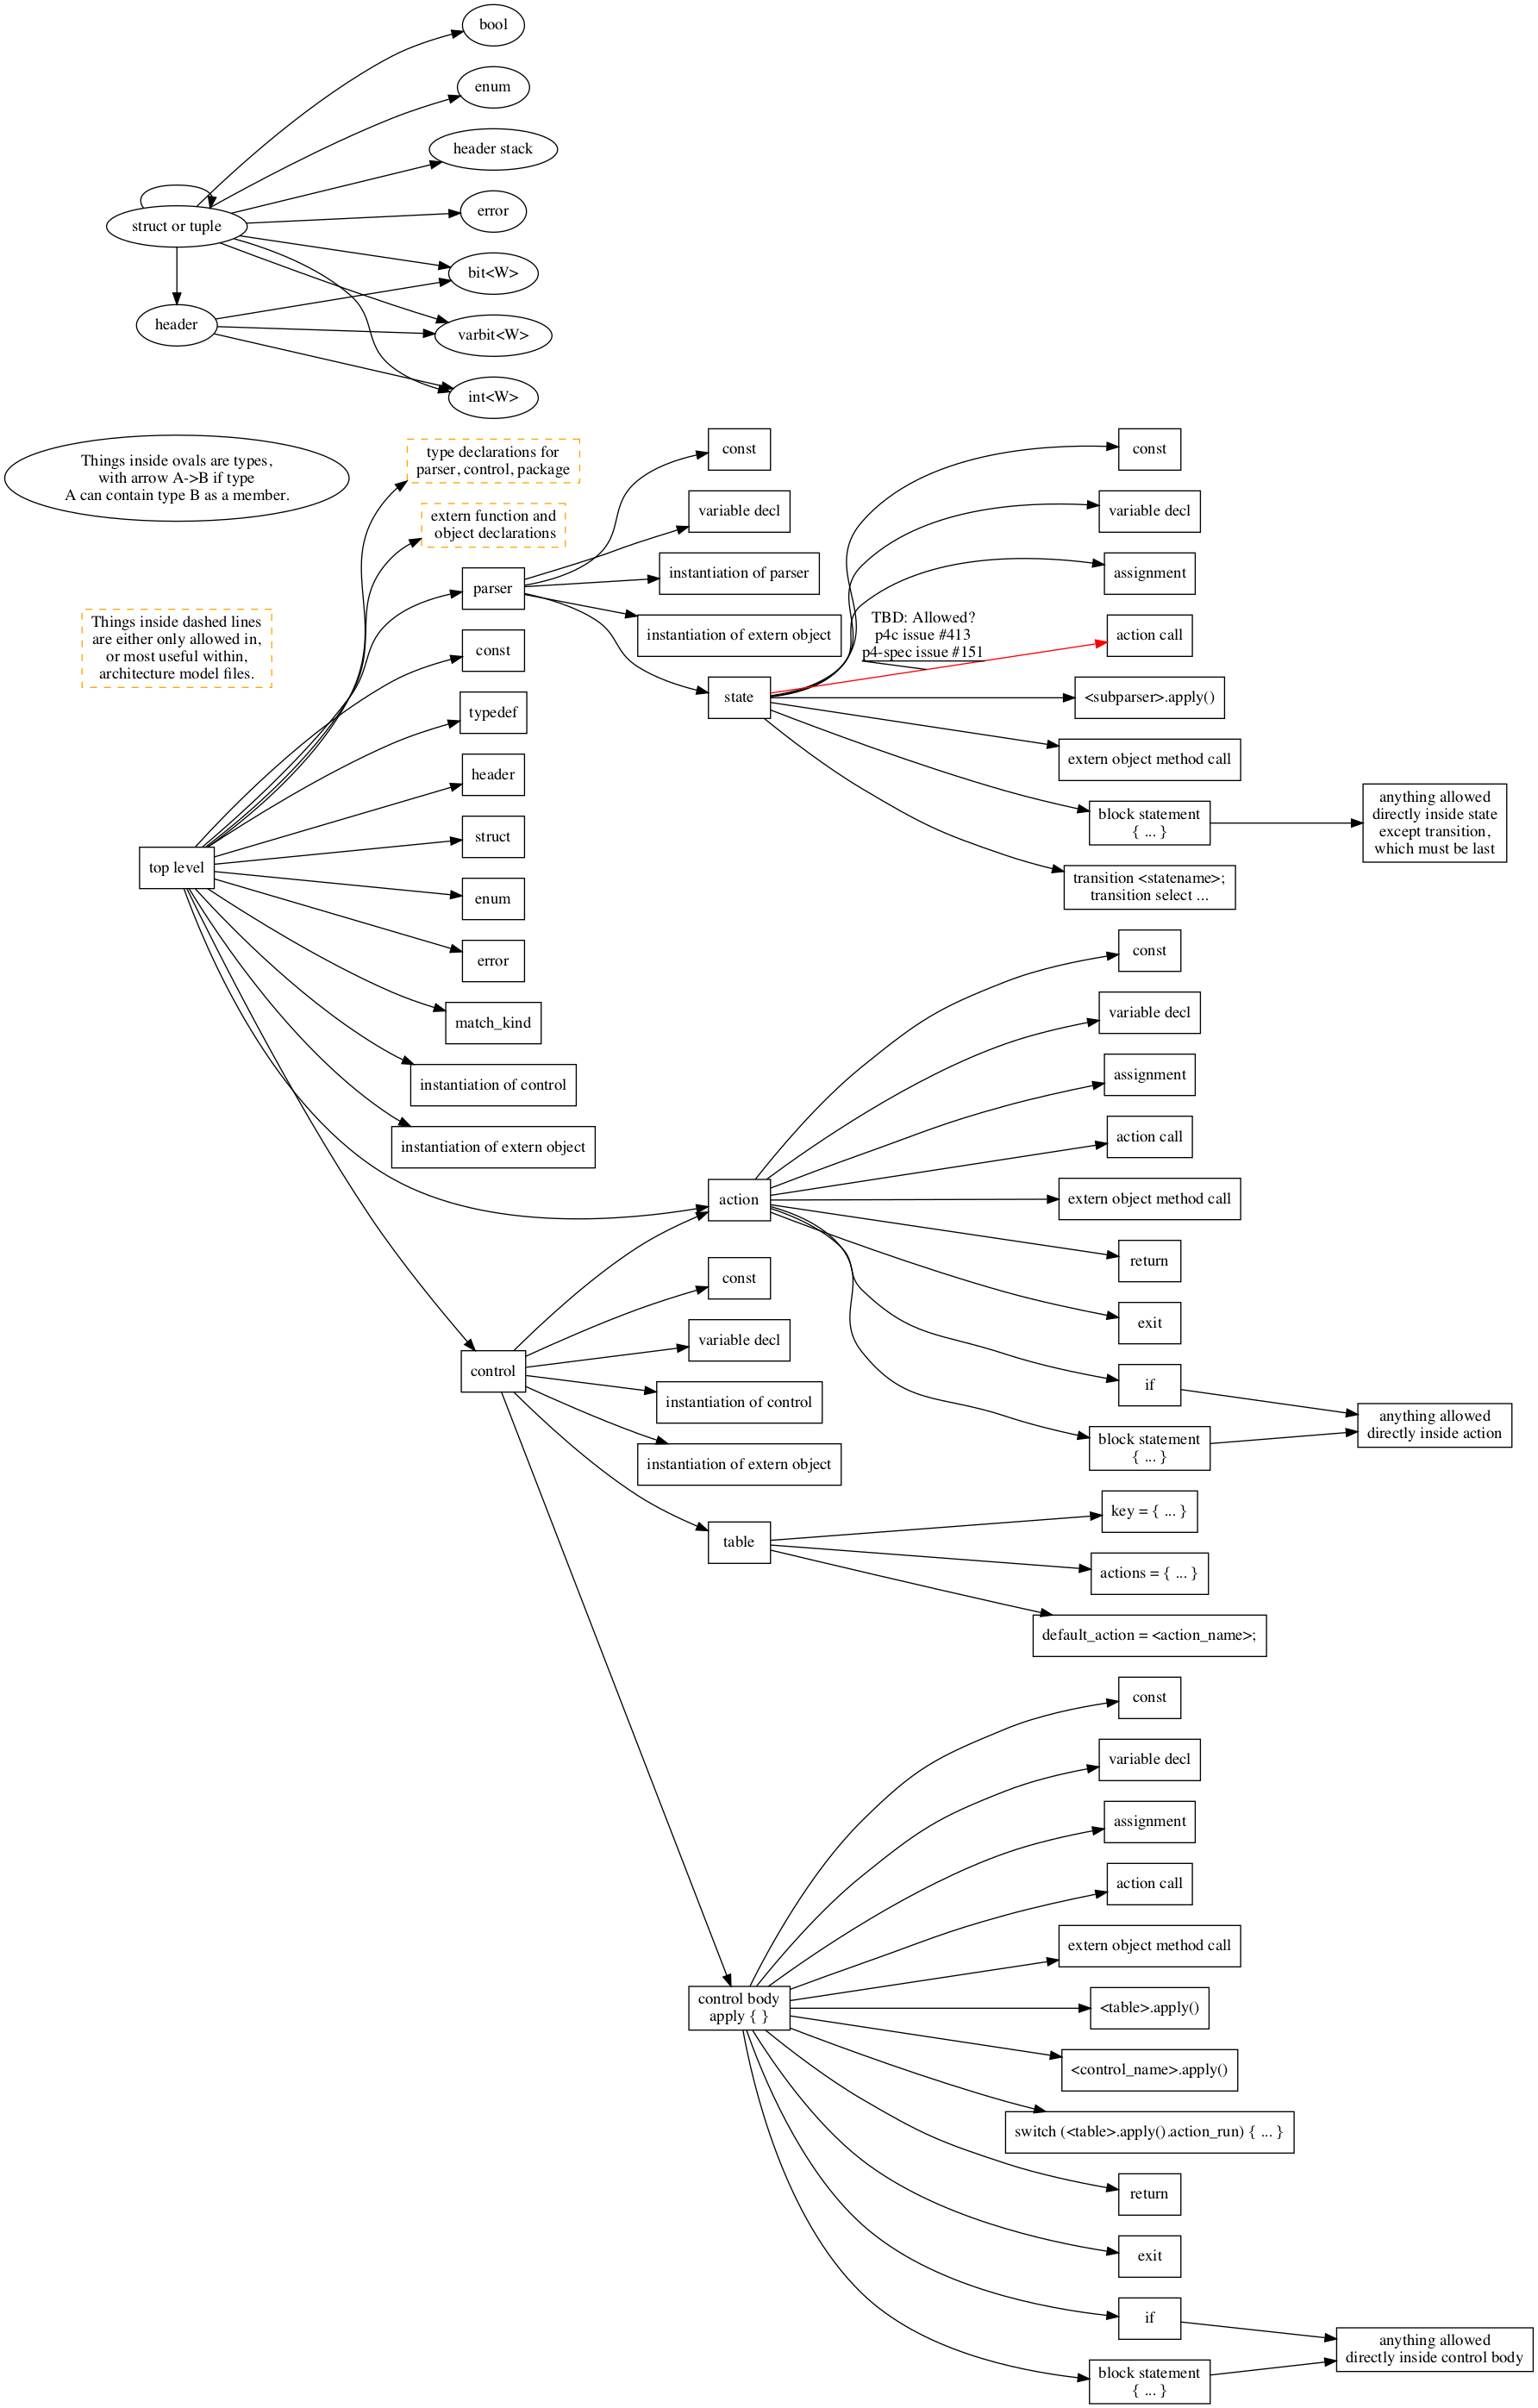 bool
enum
header stack
struct or tuple
error
bit<W>
header
varbit<W>
int<W>
Things inside ovals are types,
with arrow A->B if type
A can contain type B as a member.
Things inside dashed lines
are either only allowed in,
or most useful within,
architecture model files.
top level
type declarations for
parser, control, package
extern function and
object declarations
parser
const
typedef
header
struct
enum
error
match_kind
instantiation of control
instantiation of extern object
control
const
variable decl
instantiation of parser
instantiation of extern object
state
TBD: Allowed?
p4c issue #413
p4-spec issue #151
const
variable decl
assignment
action call
<subparser>.apply()
extern object method call
block statement
{ ... }
transition <statename>;
transition select ...
anything allowed
directly inside state
except transition,
which must be last
action
const
variable decl
instantiation of control
instantiation of extern object
table
const
variable decl
assignment
action call
extern object method call
return
exit
if
block statement
{ ... }
anything allowed
directly inside action
key = { ... }
actions = { ... }
default_action = <action_name>;
control body
apply { }
const
variable decl
assignment
action call
extern object method call
<table>.apply()
<control_name>.apply()
switch (<table>.apply().action_run) { ... }
return
exit
if
block statement
{ ... }
anything allowed
directly inside control body